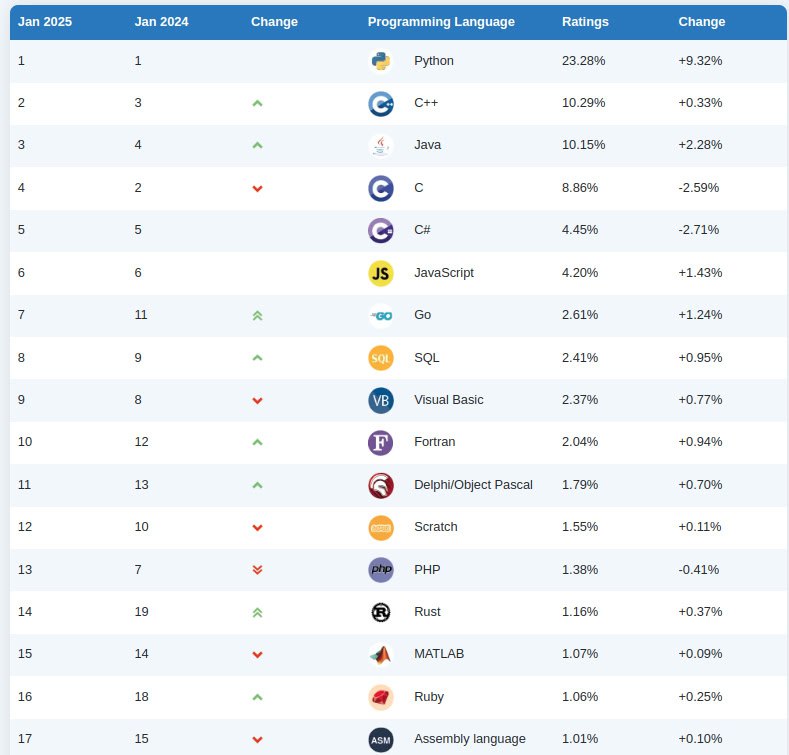 Jan 2025 Jan 2024 Change Programming Language Ratings Change
1 1 Python 23.28% +9.32%
2 3 C++ 10.29% +0.33%
3 4 Java 10.15% +2.28%
4 2 C 8.86% -2.59%
5 5 C# 4.45% -2.71%
6 6 JS JavaScript 4.20% +1.43%
7 11 GO Go 2.61% +1.24%
8 9 SQL SQL 2.41% +0.95%
9 8 VB Visual Basic 2.37% +0.77%
10 12 F Fortran 2.04% +0.94%
11 13 Delphi/Object Pascal 1.79% +0.70%
12 10 Scratch 1.55% +0.11%
13 7 php PHP 1.38% -0.41%
14 19 R Rust 1.16% +0.37%
15 14 MATLAB 1.07% +0.09%
16 18 Ruby 1.06% +0.25%
17 15 ASM Assembly language 1.01% +0.10%